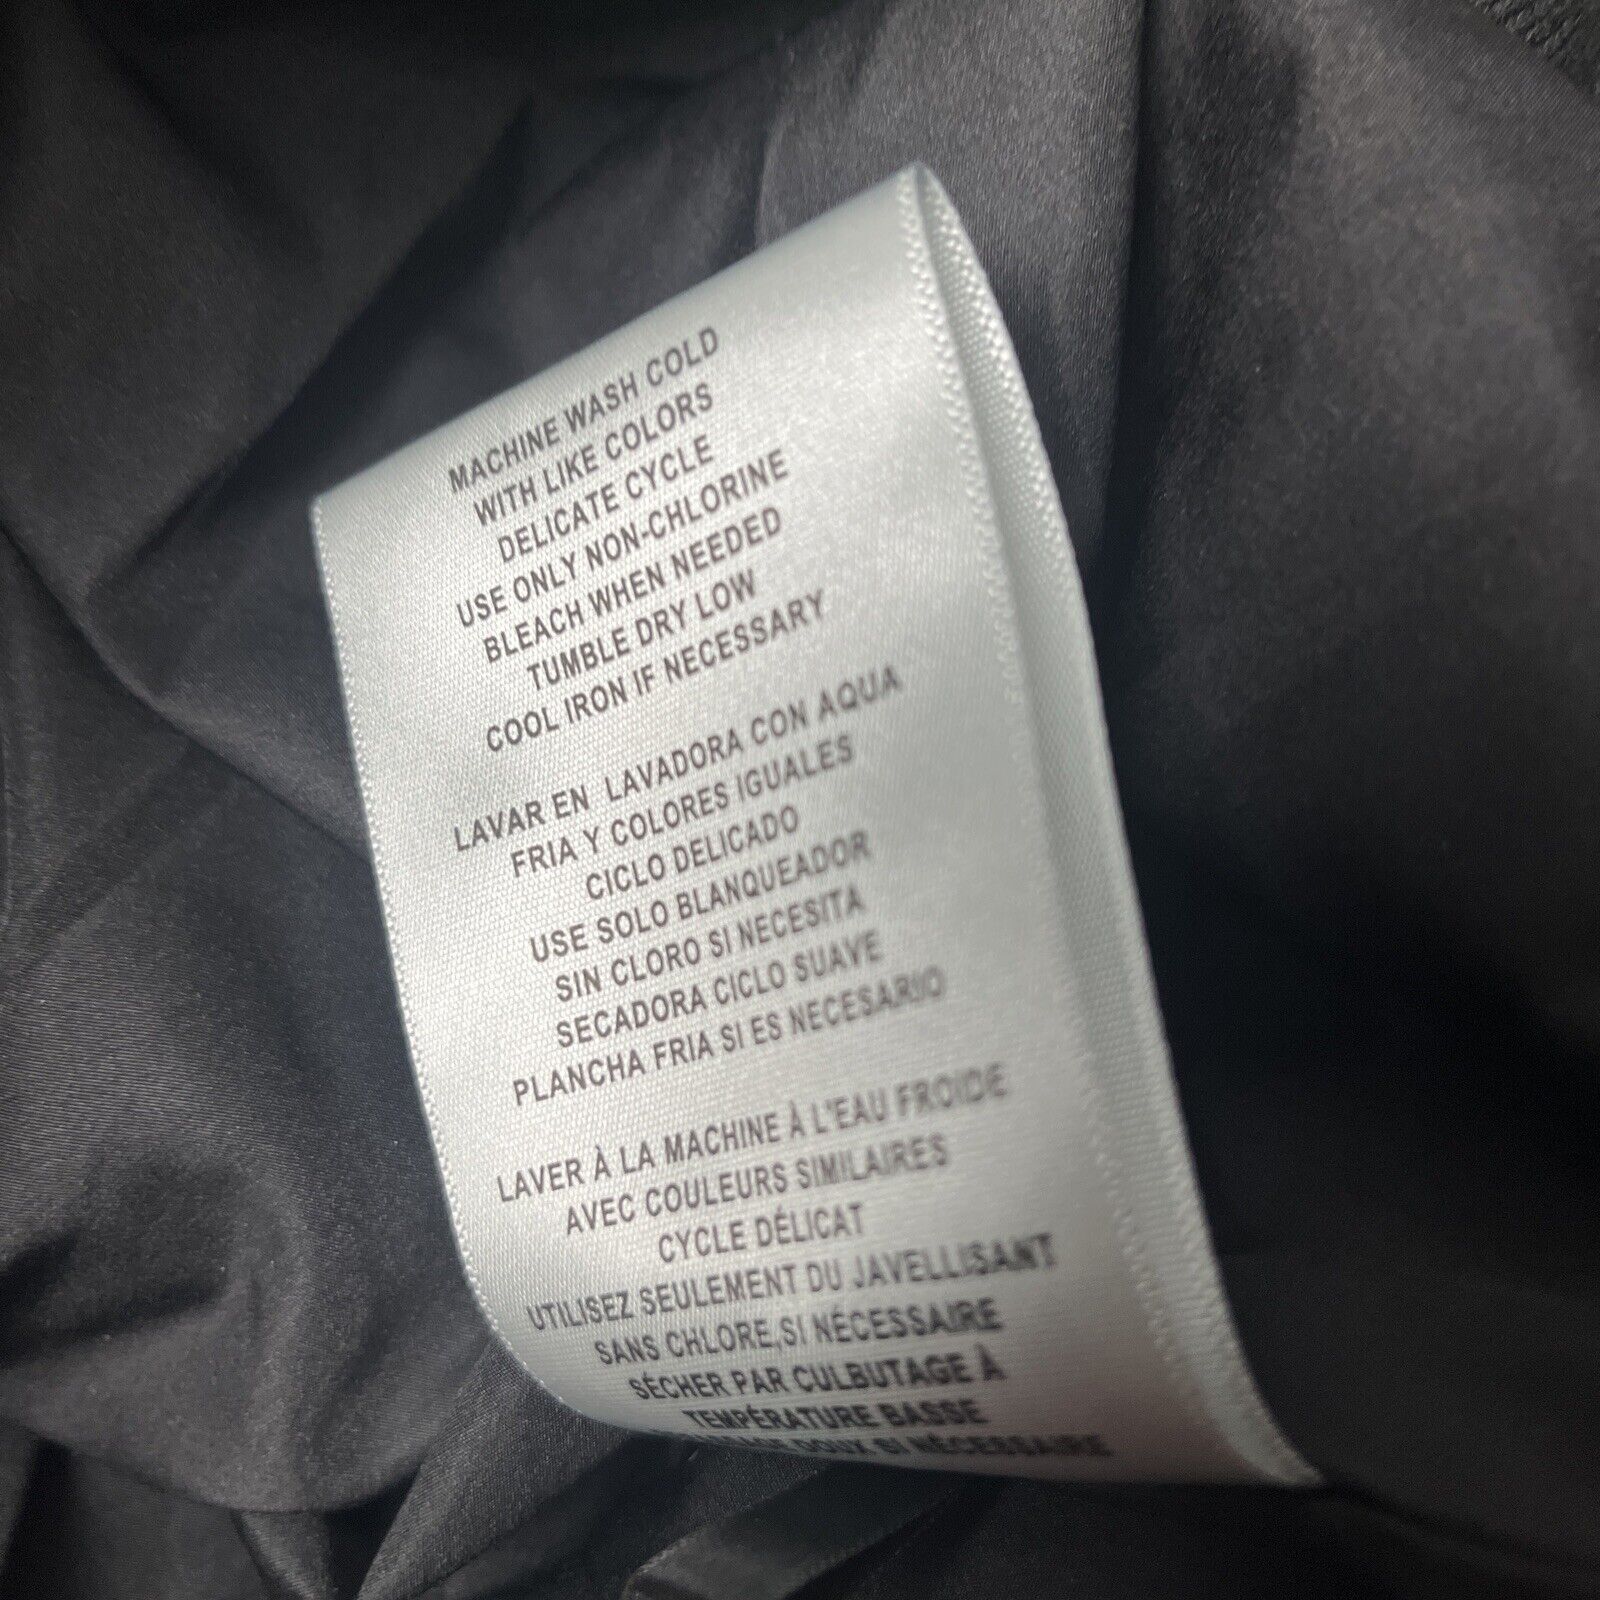 MACHINE WASH COLD
WITH LIKE COLORS
DELICATE CYCLE
USE ONLY NON-CHLORINE
BLEACH WHEN NEEDED
TUMBLE DRY LOW
COOL IRON IF NECESSARY
LAVAR EN LAVADORA CON AQUA
FRIA Y COLORES IGUALES
CICLO DELICADO
USE SOLO BLANQUEADOR
SIN CLORO SI NECESITA
SECADORA CICLO SUAVE
PLANCHA FRIA SI ES NECESARIO
LAVER À LA MACHINE À L'EAU FROIDE
AVEC COULEURS SIMILAIRES
CYCLE DÉLICAT
UTILISEZ SEULEMENT DU JAVELLISANT
SANS CHLORE,SI NÉCESSAIRE
SÉCHER PAR CULBUTAGE À
TEMPÉRATURE BASSE
DOUX SI NÉCESSAIRE